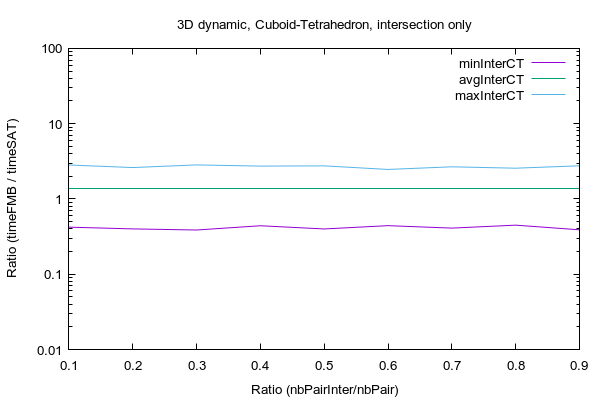 3D dynamic, Cuboid-Tetrahedron, intersection only
minInterCT
avgInterCT
maxInterCT
100
10
1
0.1
0.01
Ratio (timeFMB / timeSAT)
0.1 0.2 0.3 0.4 0.5 0.6 0.7 0.8 0.9
Ratio (nbPairInter/nbPair)